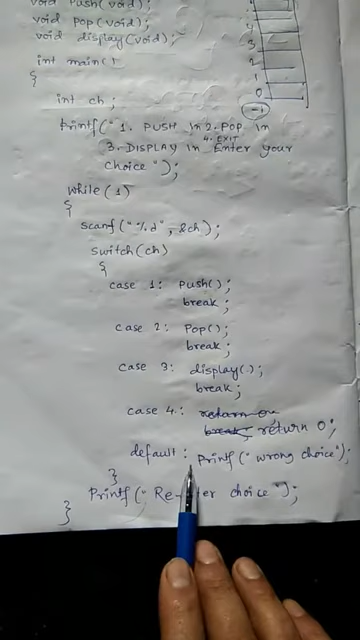 void Push(void);
void Pop(void);
void display(void);
int main()
{
int ch;
printf("1. PUSH \n 2. POP \n
4. EXIT
3. DISPLAY \n Enter your
choice");
while(1)
{
scanf("%d", &ch);
switch(ch)
{
case 1: Push();
break;
case 2: Pop();
break;
case 3: display();
break;
case 4:
return 0;
default: Printf("wrong choice");
}
Printf(" choice");
}
4
3
2
1
0
-1